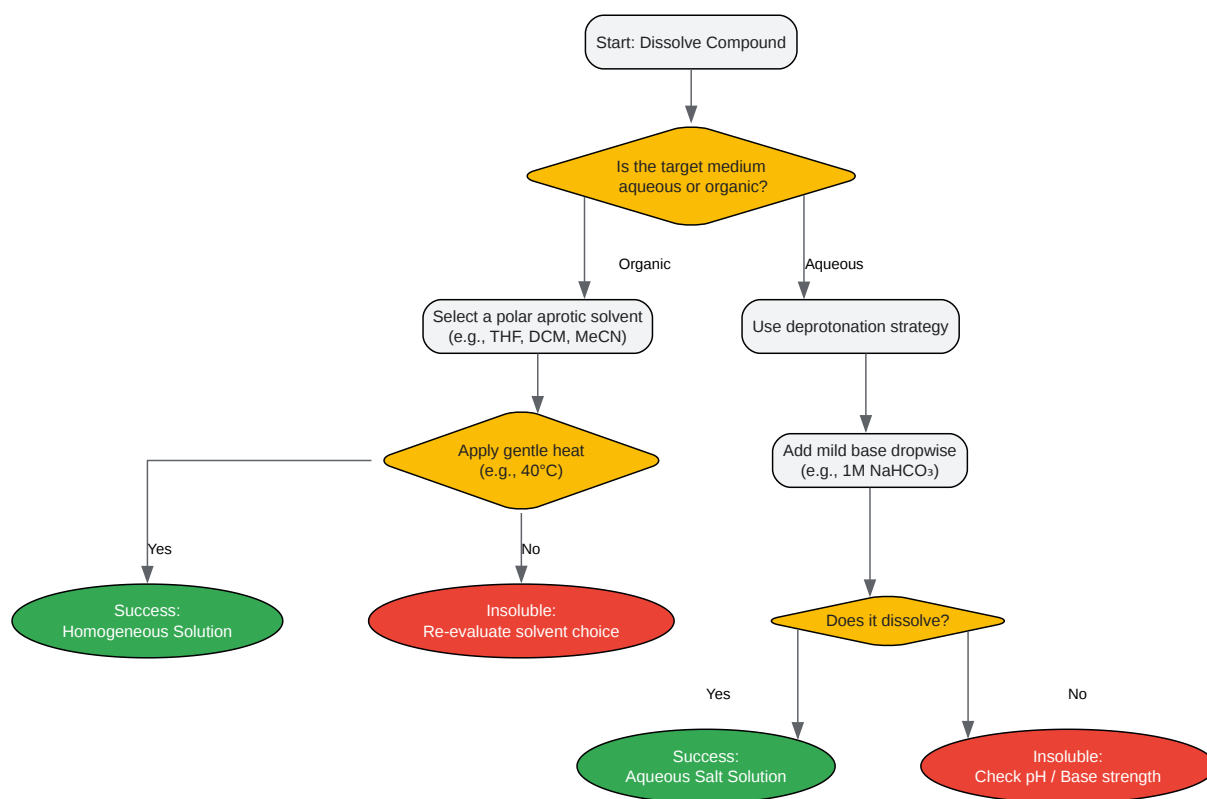 Start: Dissolve Compound
Is the target medium
aqueous or organic?
Organic
Aqueous
Select a polar aprotic solvent
(e.g., THF, DCM, MeCN)
Use deprotonation strategy
Apply gentle heat
(e.g., 40°C)
Add mild base dropwise
(e.g., 1M NaHCO₃)
Yes
No
Success:
Homogeneous Solution
Insoluble:
Re-evaluate solvent choice
Does it dissolve?
Yes
No
Success:
Aqueous Salt Solution
Insoluble:
Check pH / Base strength